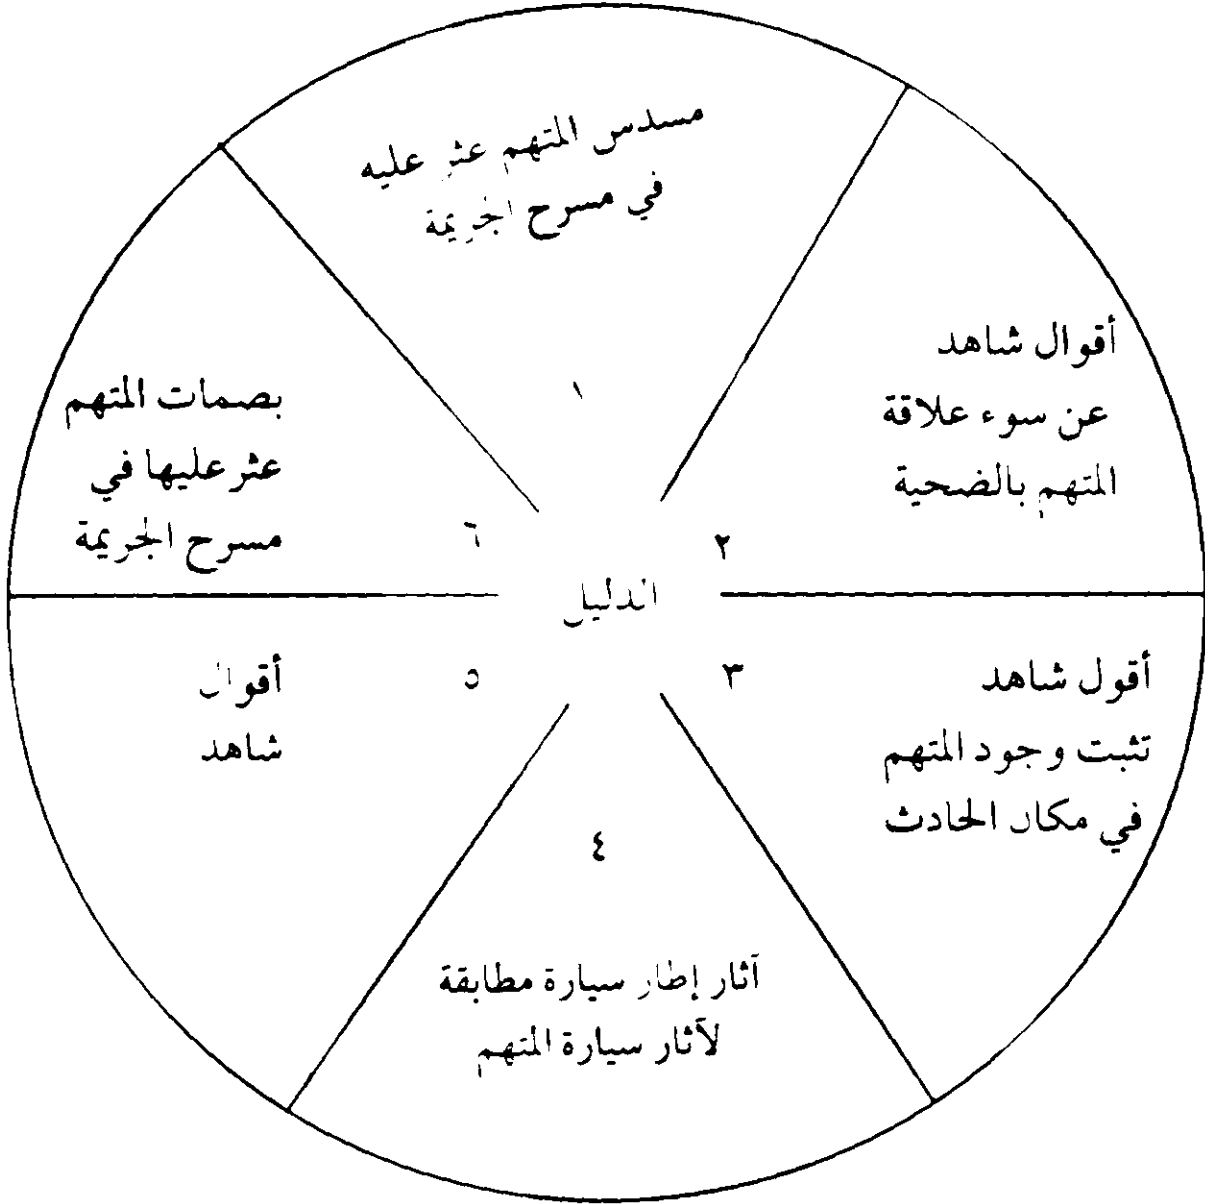 مسدس المتهم عثر عليه
في مسرح الجريمة
١
أقوال شاهد
عن سوء علاقة
المتهم بالضحية
٢
أقول شاهد
تثبت وجود المتهم
في مكان الحادث
٣
آثار إطار سيارة مطابقة
لآثار سيارة المتهم
٤
أقوال
شاهد
٥
بصمات المتهم
عثر عليها في
مسرح الجريمة
٦
الدليل